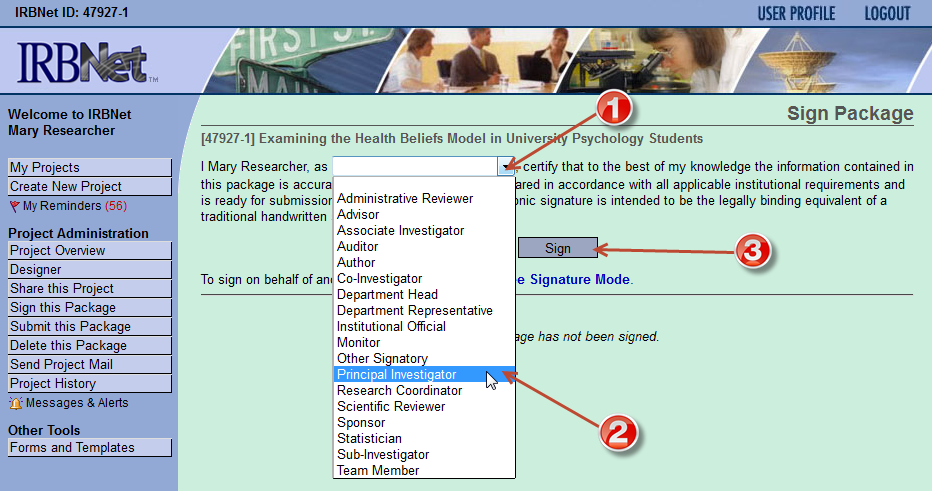 IRBNet ID: 47927-1
USER PROFILE
LOGOUT
IRBNet™
FIRST ST.
MAIN
Welcome to IRBNet
Mary Researcher
My Projects
Create New Project
My Reminders (56)
Project Administration
Project Overview
Designer
Share this Project
Sign this Package
Submit this Package
Delete this Package
Send Project Mail
Project History
Messages & Alerts
Other Tools
Forms and Templates
Sign Package
[47927-1] Examining the Health Beliefs Model in University Psychology Students
I Mary Researcher, as , certify that to the best of my knowledge the information contained in
this package is accura ared in accordance with all applicable institutional requirements and
is ready for submission onic signature is intended to be the legally binding equivalent of a
traditional handwritten
Sign
To sign on behalf of an ee Signature Mode.
age has not been signed.
Administrative Reviewer
Advisor
Associate Investigator
Auditor
Author
Co-Investigator
Department Head
Department Representative
Institutional Official
Monitor
Other Signatory
Principal Investigator
Research Coordinator
Scientific Reviewer
Sponsor
Statistician
Sub-Investigator
Team Member
1
2
3